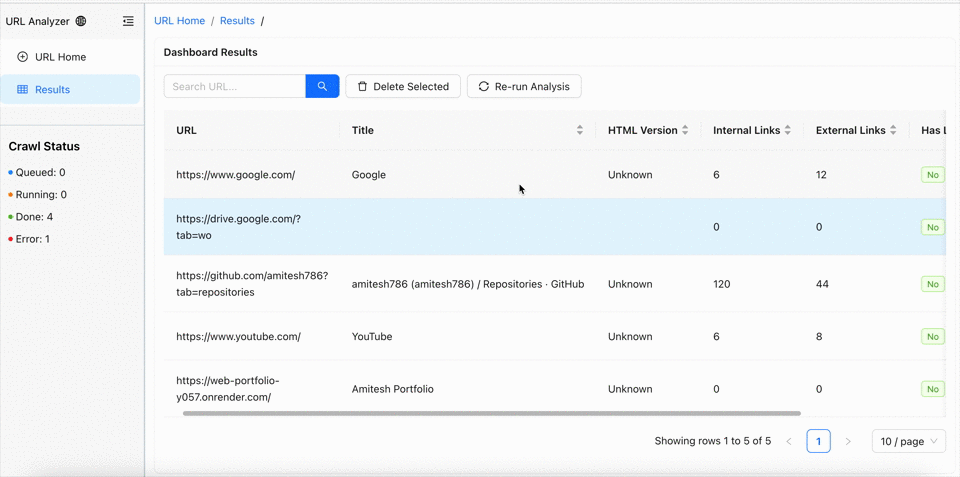 URL Analyzer
URL Home / Results /
URL Home
Results
Crawl Status
Queued: 0
Running: 0
Done: 4
Error: 1
Dashboard Results
Search URL...
Delete Selected
Re-run Analysis
URL Title HTML Version Internal Links External Links Has L
https://www.google.com/ Google Unknown 6 12 No
https://drive.google.com/?
tab=wo 0 0 No
https://github.com/amitesh786?
tab=repositories amitesh786 (amitesh786) / Repositories · GitHub Unknown 120 44 No
https://www.youtube.com/ YouTube Unknown 6 8 No
https://web-portfolio-
y057.onrender.com/ Amitesh Portfolio Unknown 0 0 No
Showing rows 1 to 5 of 5 1 10 / page